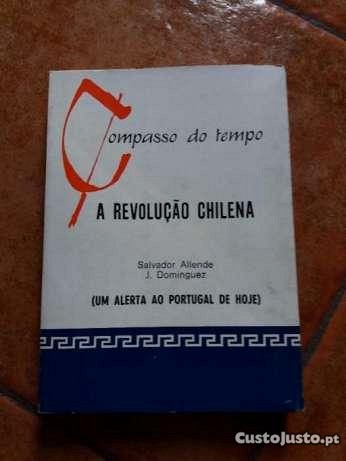 Compasso do tempo
A REVOLUÇÃO CHILENA
Salvador Allende
J. Dominguez
(UM ALERTA AO PORTUGAL DE HOJE)
CustoJusto.pt